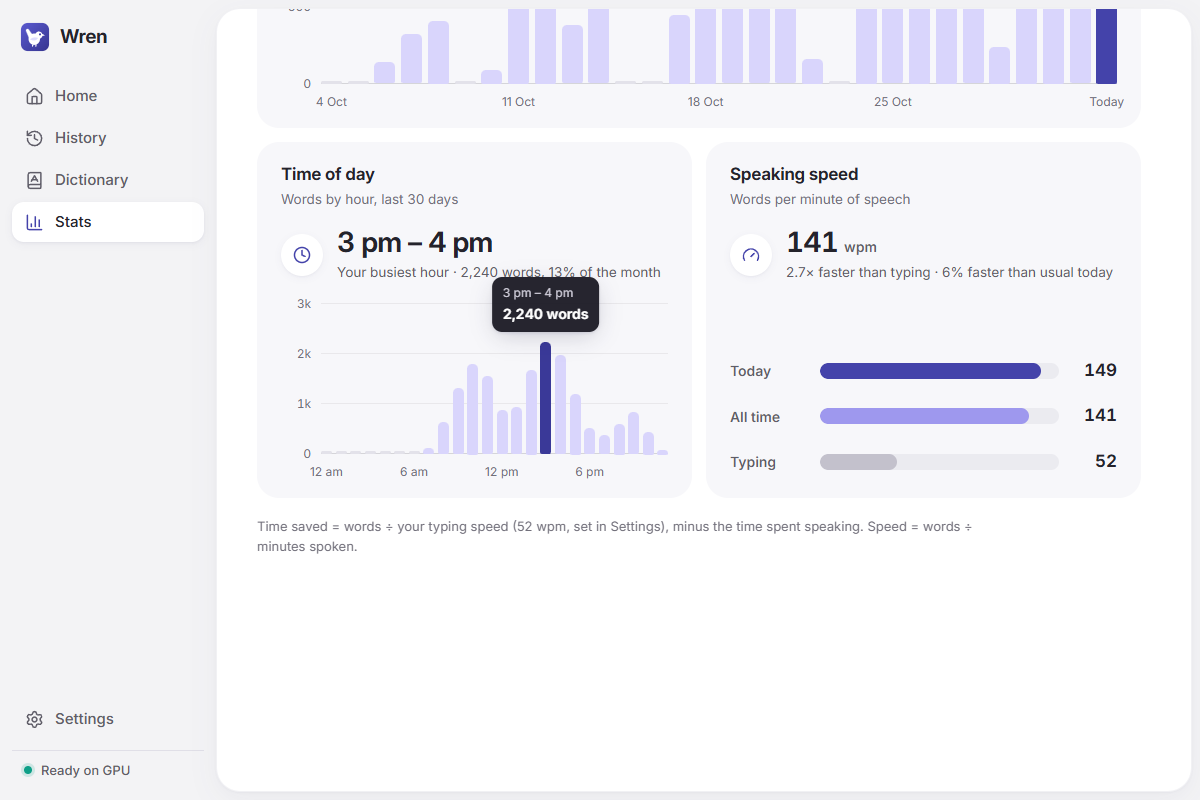 Wren
Home
History
Dictionary
Stats
Settings
Ready on GPU
0
4 Oct
11 Oct
18 Oct
25 Oct
Today
Time of day
Words by hour, last 30 days
3 pm – 4 pm
Your busiest hour · 2,240 words, 13% of the month
3 pm – 4 pm
2,240 words
3k
2k
1k
0
12 am
6 am
12 pm
6 pm
Speaking speed
Words per minute of speech
141 wpm
2.7× faster than typing · 6% faster than usual today
Today 149
All time 141
Typing 52
Time saved = words ÷ your typing speed (52 wpm, set in Settings), minus the time spent speaking. Speed = words ÷
minutes spoken.